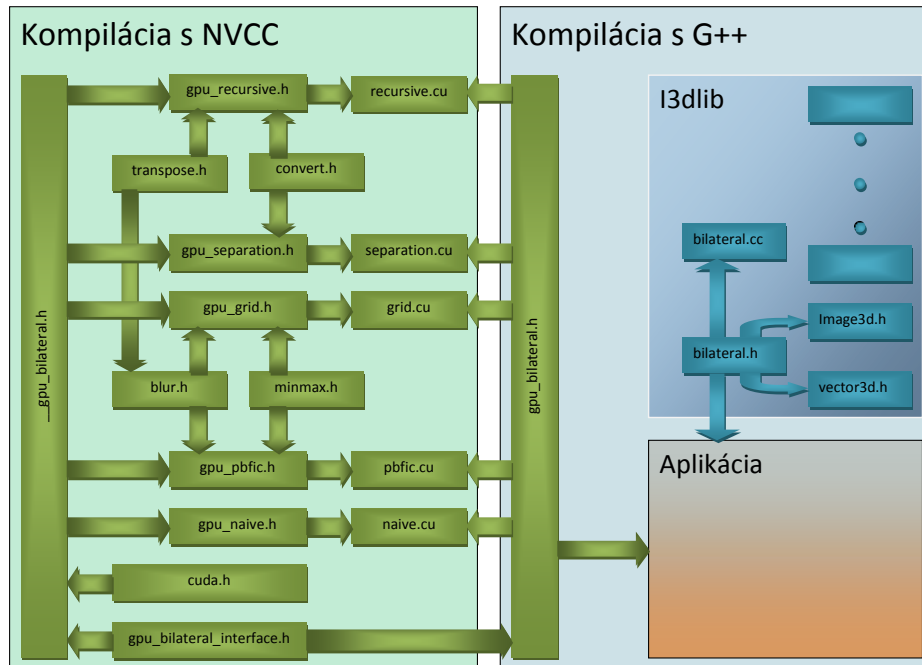 Kompilácia s NVCC
Kompilácia s G++
__gpu_bilateral.h
gpu_recursive.h
recursive.cu
transpose.h
convert.h
gpu_separation.h
separation.cu
gpu_grid.h
grid.cu
blur.h
minmax.h
gpu_pbfic.h
pbfic.cu
gpu_naive.h
naive.cu
cuda.h
gpu_bilateral_interface.h
gpu_bilateral.h
I3dlib
bilateral.cc
Image3d.h
bilateral.h
vector3d.h
Aplikácia